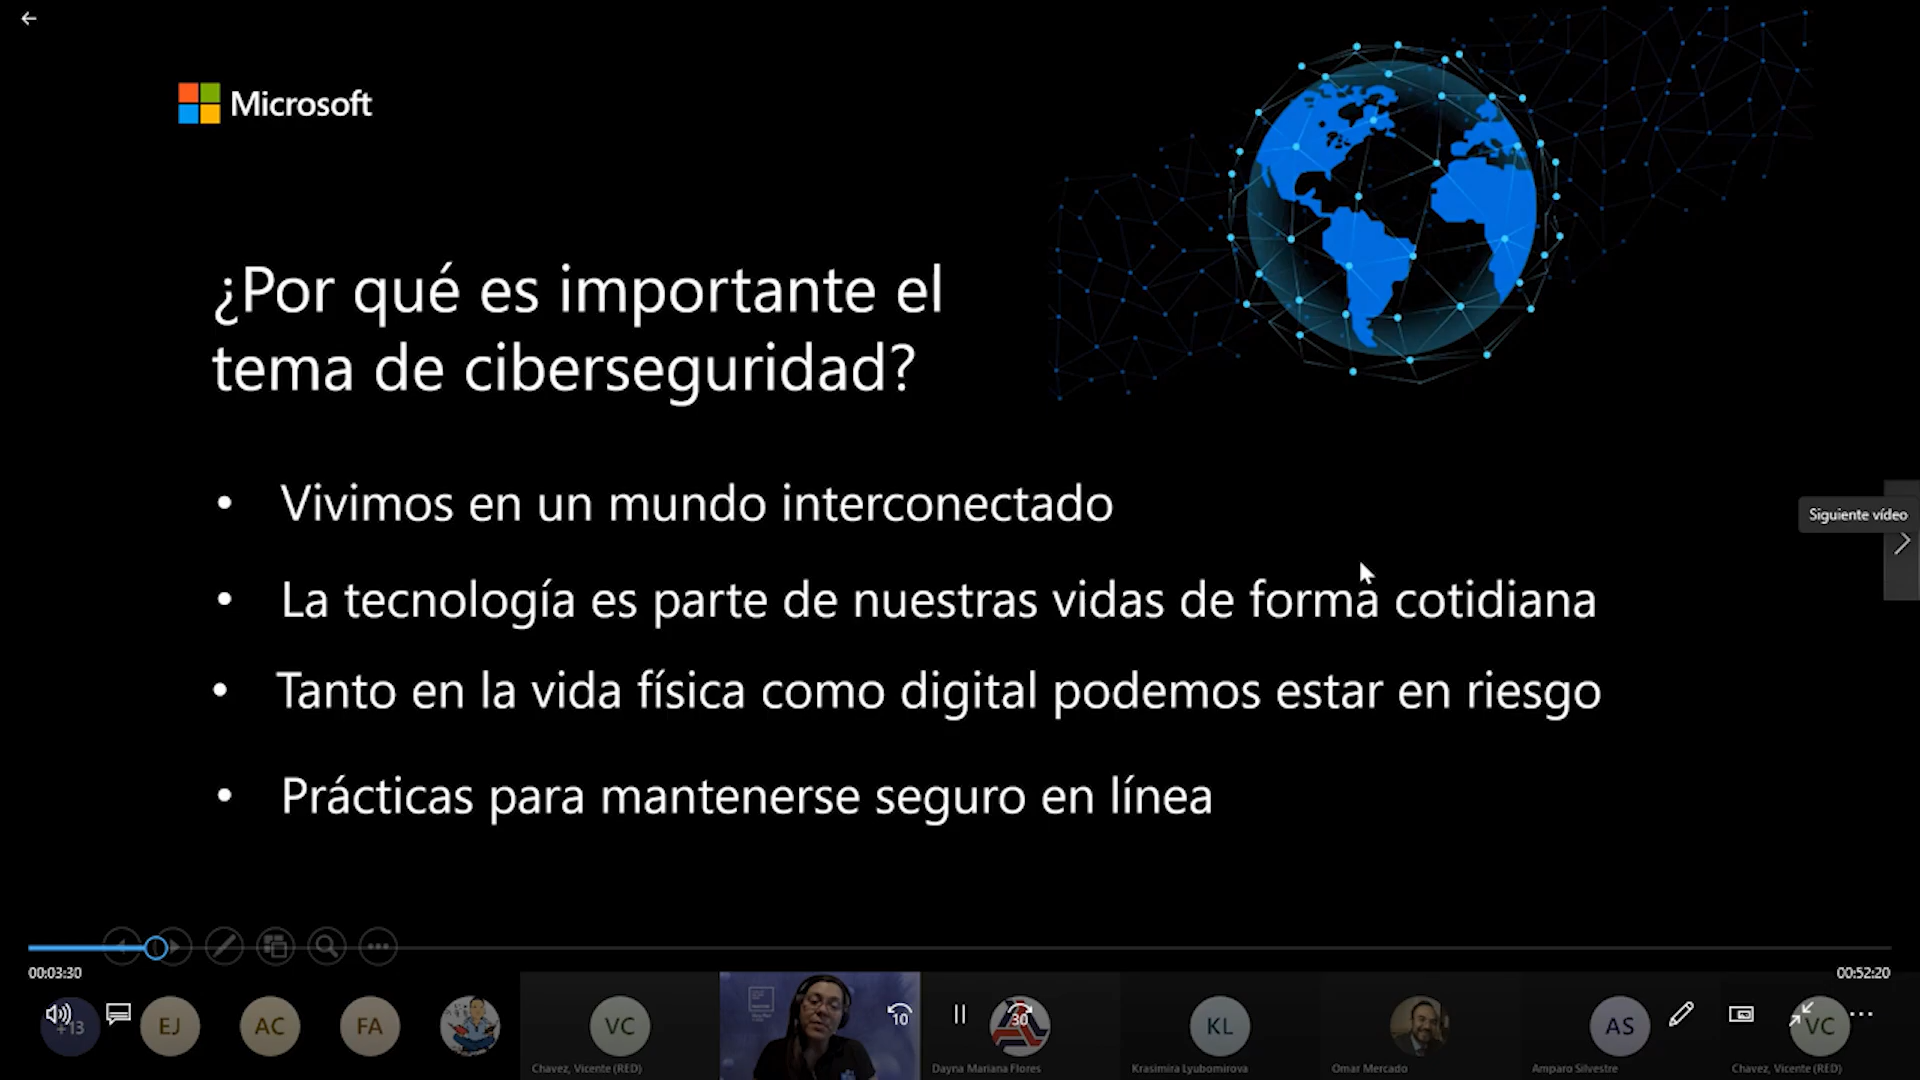 Microsoft
¿Por qué es importante el
tema de ciberseguridad?
• Vivimos en un mundo interconectado
Siguiente vídeo
• La tecnología es parte de nuestras vidas de forma cotidiana
• Tanto en la vida física como digital podemos estar en riesgo
• Prácticas para mantenerse seguro en línea
00:03:30
00:52:20
+13
EJ
AC
FA
VC
10
30
KL
AS
VC
Chavez, Vicente (RED)
Dayna Mariana Flores
Krasimira Lyubomirova
Omar Mercado
Amparo Silvestre
Chavez, Vicente (RED)